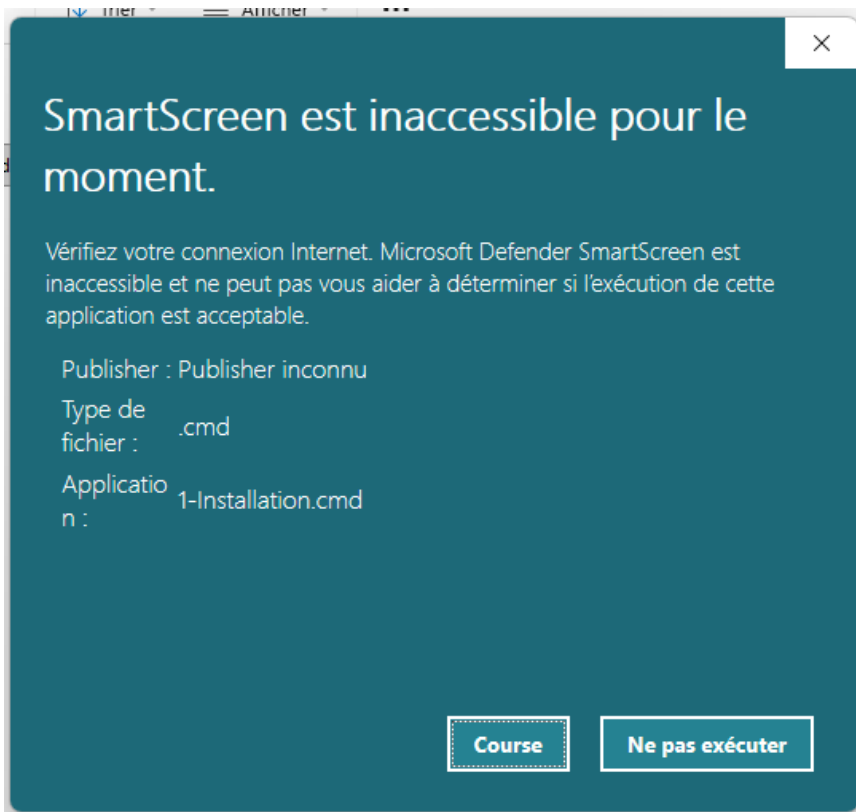 Trier
Afficher
SmartScreen est inaccessible pour le
moment.
Vérifiez votre connexion Internet. Microsoft Defender SmartScreen est
inaccessible et ne peut pas vous aider à déterminer si l'exécution de cette
application est acceptable.
Publisher : Publisher inconnu
Type de
fichier :
.cmd
Applicatio
n :
1-Installation.cmd
Course
Ne pas exécuter